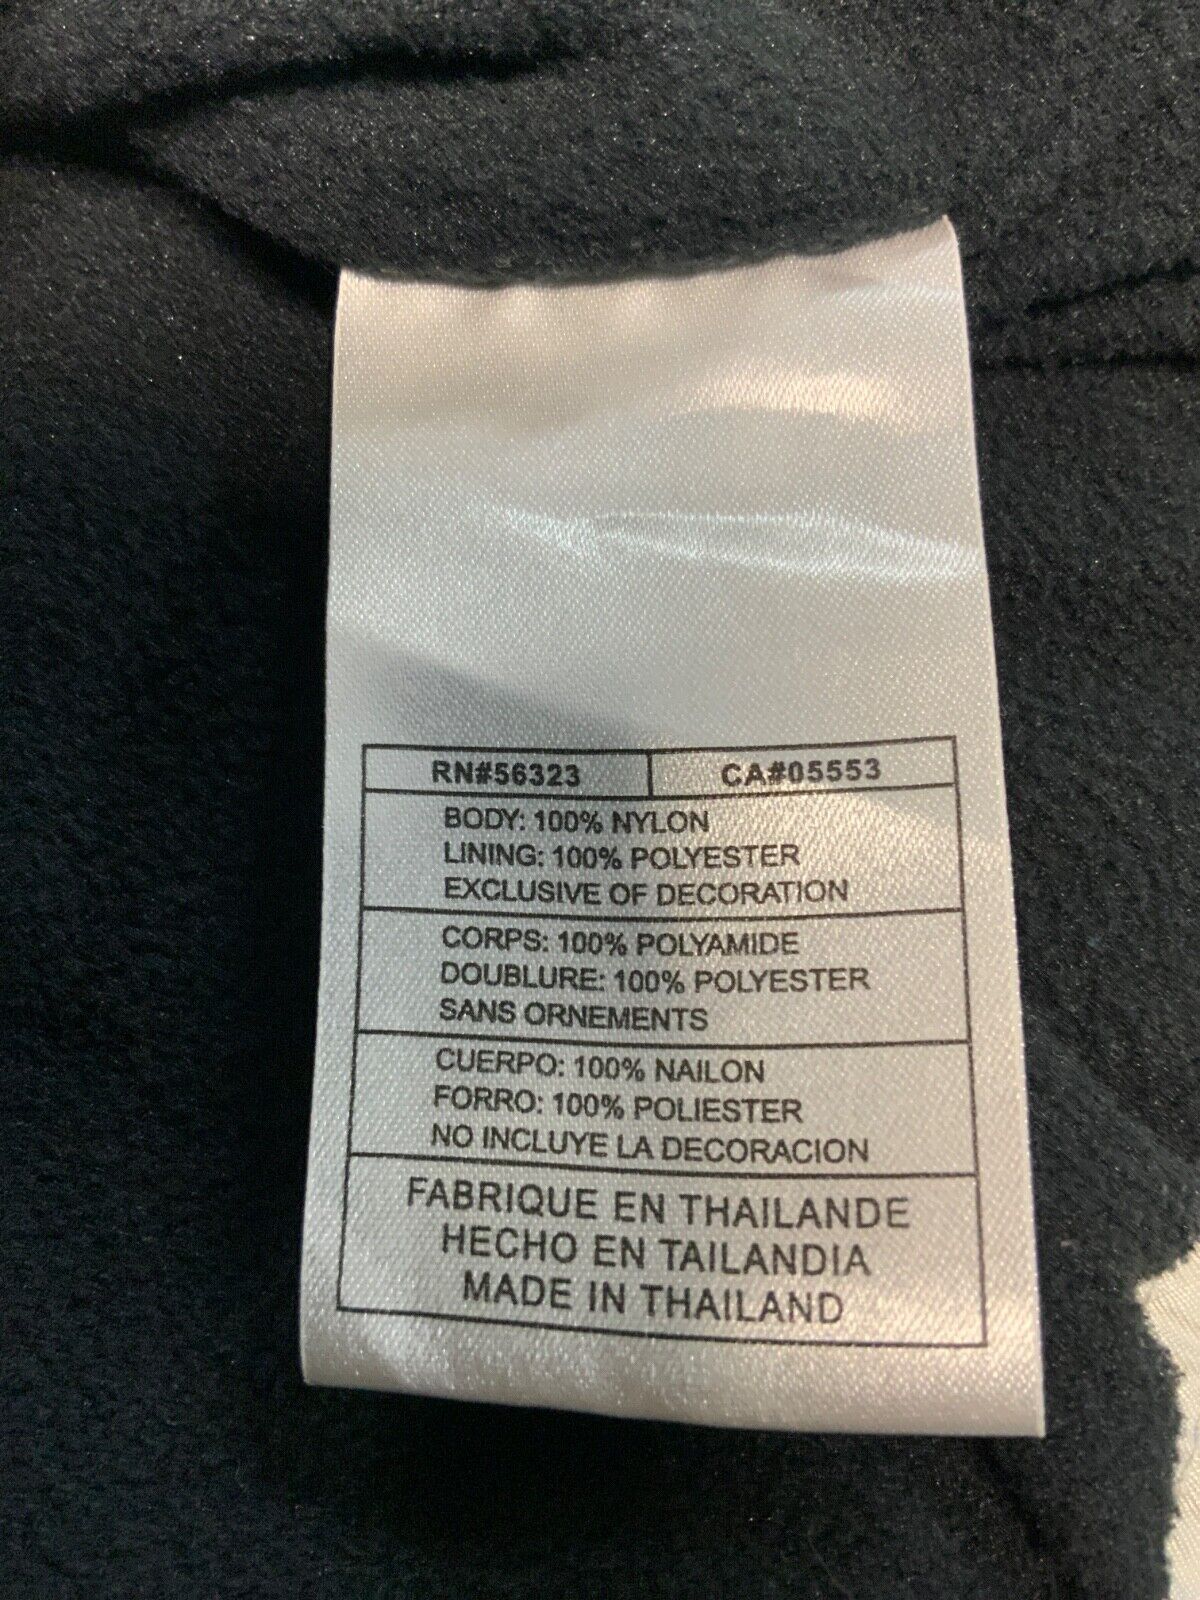 RN#56323 CA#05553
BODY: 100% NYLON
LINING: 100% POLYESTER
EXCLUSIVE OF DECORATION
CORPS: 100% POLYAMIDE
DOUBLURE: 100% POLYESTER
SANS ORNEMENTS
CUERPO: 100% NAILON
FORRO: 100% POLIESTER
NO INCLUYE LA DECORACION
FABRIQUE EN THAILANDE
HECHO EN TAILANDIA
MADE IN THAILAND